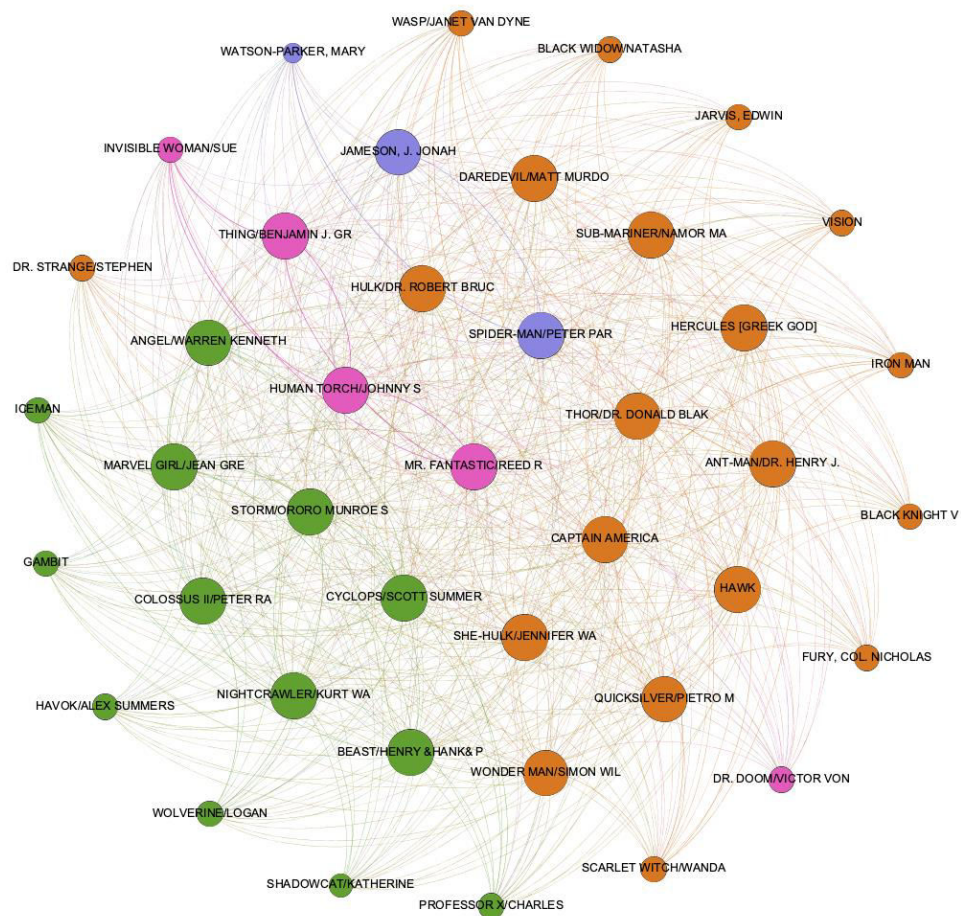 WASP/JANET VAN DYNE
WATSON-PARKER, MARY
BLACK WIDOW/NATASHA
JARVIS, EDWIN
INVISIBLE WOMAN/SUE
JAMESON, J. JONAH
DAREDEVIL/MATT MURDO
VISION
THING/BENJAMIN J. GR
SUB-MARINER/NAMOR MA
DR. STRANGE/STEPHEN
HULK/DR. ROBERT BRUC
HERCULES [GREEK GOD]
SPIDER-MAN/PETER PAR
ANGEL/WARREN KENNETH
IRON MAN
HUMAN TORCH/JOHNNY S
ICEMAN
THOR/DR. DONALD BLAK
MARVEL GIRL/JEAN GRE
MR. FANTASTIC/REED R
ANT-MAN/DR. HENRY J.
STORM/ORORO MUNROE S
BLACK KNIGHT V
CAPTAIN AMERICA
GAMBIT
HAWK
COLOSSUS II/PETER RA
CYCLOPS/SCOTT SUMMER
SHE-HULK/JENNIFER WA
FURY, COL. NICHOLAS
NIGHTCRAWLER/KURT WA
QUICKSILVER/PIETRO M
HAVOK/ALEX SUMMERS
BEAST/HENRY &HANK& P
WONDER MAN/SIMON WIL
DR. DOOM/VICTOR VON
WOLVERINE/LOGAN
SCARLET WITCH/WANDA
SHADOWCAT/KATHERINE
PROFESSOR X/CHARLES